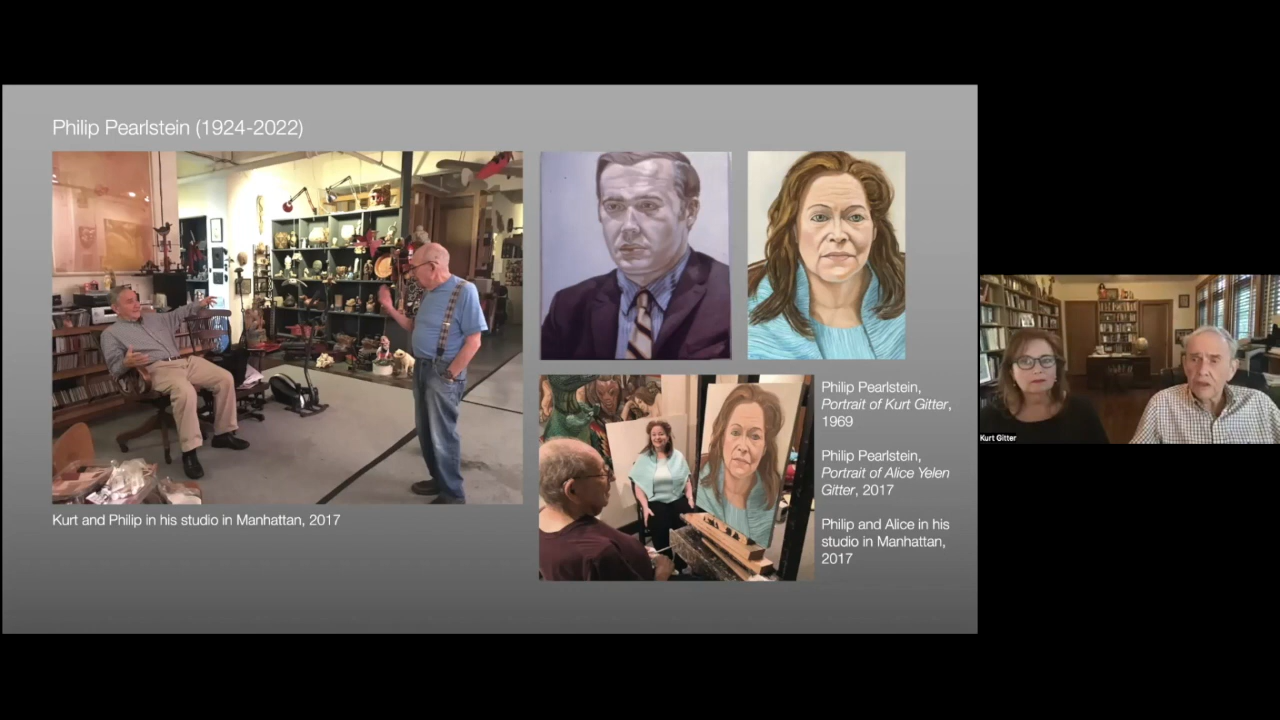 Philip Pearlstein (1924-2022)
Kurt and Philip in his studio in Manhattan, 2017
Philip Pearlstein,
Portrait of Kurt Gitter,
1969
Philip Pearlstein,
Portrait of Alice Yelen
Gitter, 2017
Philip and Alice in his
studio in Manhattan,
2017
Kurt Gitter